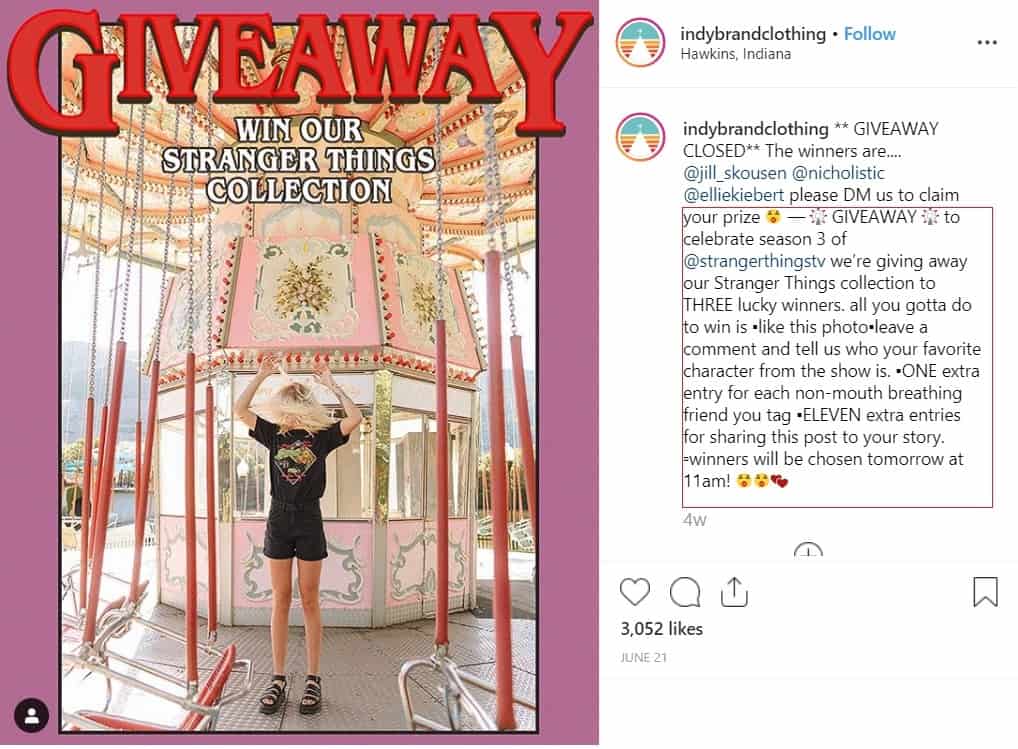 GIVEAWAY
WIN OUR
STRANGER THINGS
COLLECTION
indybrandclothing • Follow
Hawkins, Indiana
indybrandclothing ** GIVEAWAY
CLOSED** The winners are....
@jill_skousen @nicholistic
@elliekiebert please DM us to claim
your prize 😵 — 🎡 GIVEAWAY 🎡 to
celebrate season 3 of
@strangerthingstv we're giving away
our Stranger Things collection to
THREE lucky winners. all you gotta do
to win is ▪️like this photo▪️leave a
comment and tell us who your favorite
character from the show is. ▪️ONE extra
entry for each non-mouth breathing
friend you tag ▪️ELEVEN extra entries
for sharing this post to your story.
▫️winners will be chosen tomorrow at
11am! 😵😵💕
4w
3,052 likes
JUNE 21